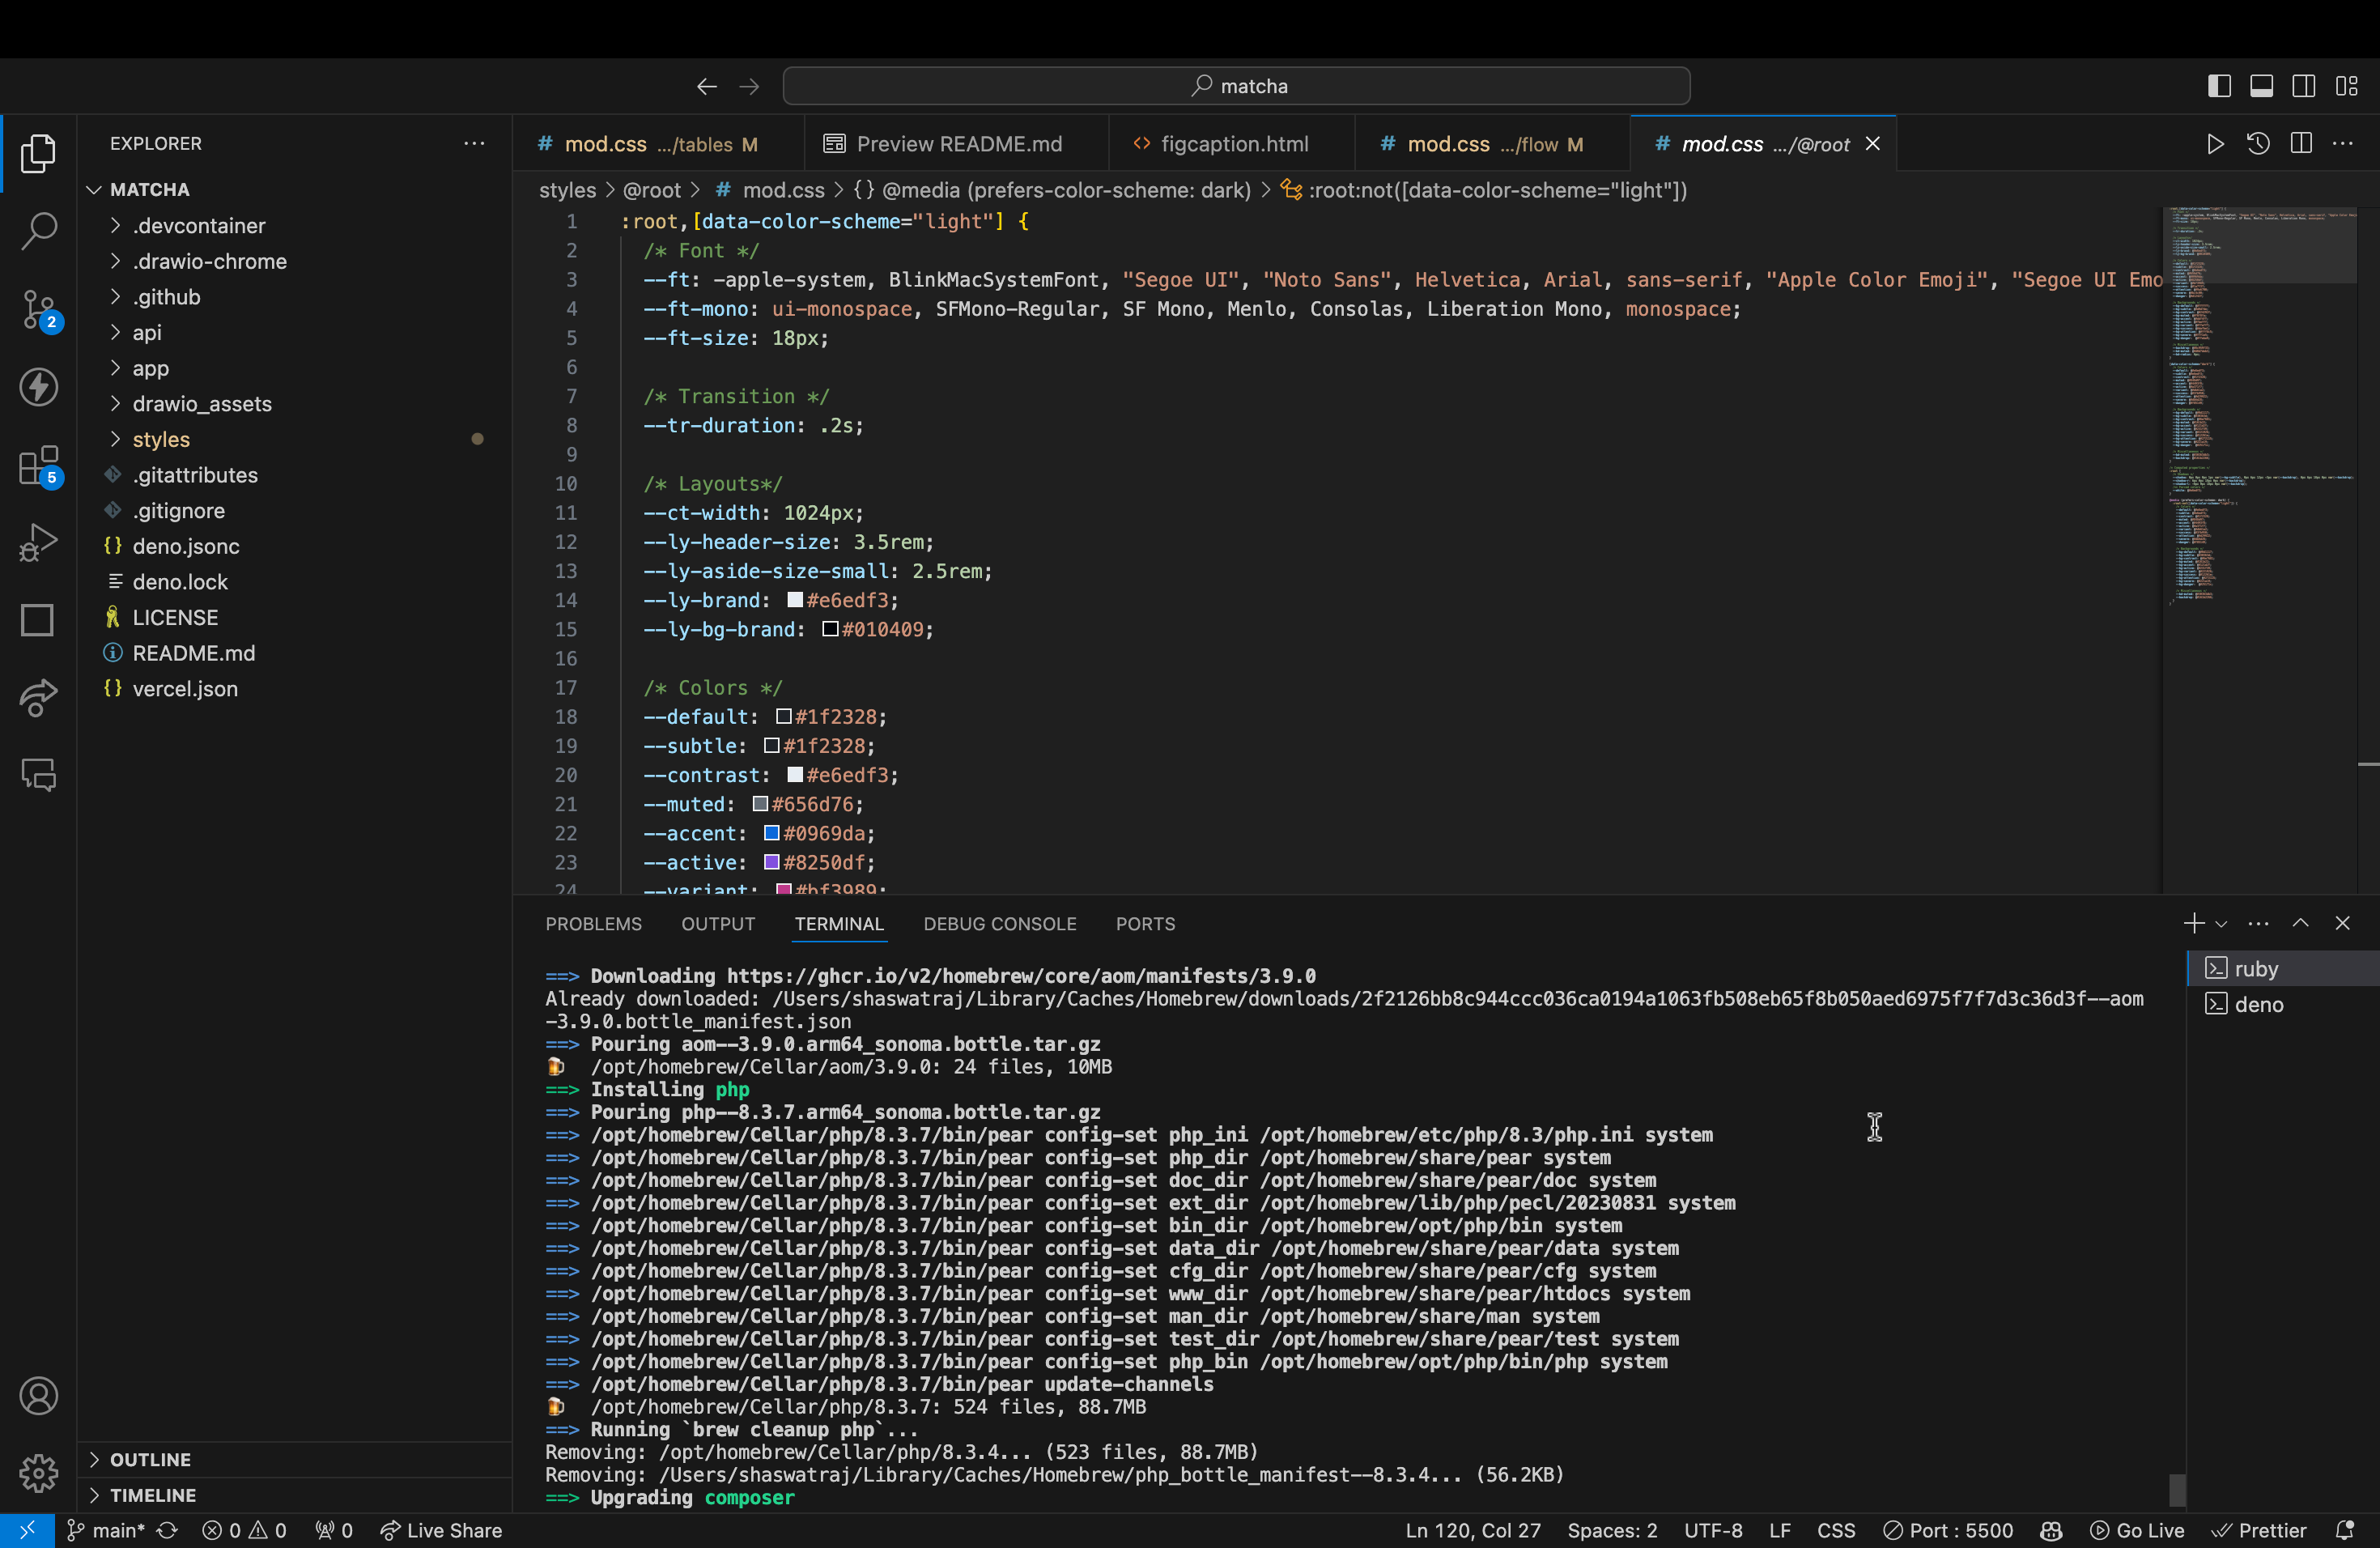 matcha
EXPLORER
mod.css .../tables M
Preview README.md
figcaption.html
mod.css .../flow M
mod.css .../@root
MATCHA
.devcontainer
.drawio-chrome
.github
api
app
drawio_assets
styles
.gitattributes
.gitignore
deno.jsonc
deno.lock
LICENSE
README.md
vercel.json
2
5
OUTLINE
TIMELINE
styles > @root > # mod.css > {} @media (prefers-color-scheme: dark) > :root:not([data-color-scheme="light"])
1 :root,[data-color-scheme="light"] {
2 /* Font */
3 --ft: -apple-system, BlinkMacSystemFont, "Segoe UI", "Noto Sans", Helvetica, Arial, sans-serif, "Apple Color Emoji", "Segoe UI Emo
4 --ft-mono: ui-monospace, SFMono-Regular, SF Mono, Menlo, Consolas, Liberation Mono, monospace;
5 --ft-size: 18px;
6
7 /* Transition */
8 --tr-duration: .2s;
9
10 /* Layouts*/
11 --ct-width: 1024px;
12 --ly-header-size: 3.5rem;
13 --ly-aside-size-small: 2.5rem;
14 --ly-brand: #e6edf3;
15 --ly-bg-brand: #010409;
16
17 /* Colors */
18 --default: #1f2328;
19 --subtle: #1f2328;
20 --contrast: #e6edf3;
21 --muted: #656d76;
22 --accent: #0969da;
23 --active: #8250df;
24 --variant: #bf3989;
PROBLEMS OUTPUT TERMINAL DEBUG CONSOLE PORTS
ruby
deno
==> Downloading https://ghcr.io/v2/homebrew/core/aom/manifests/3.9.0
Already downloaded: /Users/shaswatraj/Library/Caches/Homebrew/downloads/2f2126bb8c944ccc036ca0194a1063fb508eb65f8b050aed6975f7f7d3c36d3f--aom
-3.9.0.bottle_manifest.json
==> Pouring aom--3.9.0.arm64_sonoma.bottle.tar.gz
🍺 /opt/homebrew/Cellar/aom/3.9.0: 24 files, 10MB
==> Installing php
==> Pouring php--8.3.7.arm64_sonoma.bottle.tar.gz
==> /opt/homebrew/Cellar/php/8.3.7/bin/pear config-set php_ini /opt/homebrew/etc/php/8.3/php.ini system
==> /opt/homebrew/Cellar/php/8.3.7/bin/pear config-set php_dir /opt/homebrew/share/pear system
==> /opt/homebrew/Cellar/php/8.3.7/bin/pear config-set doc_dir /opt/homebrew/share/pear/doc system
==> /opt/homebrew/Cellar/php/8.3.7/bin/pear config-set ext_dir /opt/homebrew/lib/php/pecl/20230831 system
==> /opt/homebrew/Cellar/php/8.3.7/bin/pear config-set bin_dir /opt/homebrew/opt/php/bin system
==> /opt/homebrew/Cellar/php/8.3.7/bin/pear config-set data_dir /opt/homebrew/share/pear/data system
==> /opt/homebrew/Cellar/php/8.3.7/bin/pear config-set cfg_dir /opt/homebrew/share/pear/cfg system
==> /opt/homebrew/Cellar/php/8.3.7/bin/pear config-set www_dir /opt/homebrew/share/pear/htdocs system
==> /opt/homebrew/Cellar/php/8.3.7/bin/pear config-set man_dir /opt/homebrew/share/man system
==> /opt/homebrew/Cellar/php/8.3.7/bin/pear config-set test_dir /opt/homebrew/share/pear/test system
==> /opt/homebrew/Cellar/php/8.3.7/bin/pear config-set php_bin /opt/homebrew/opt/php/bin/php system
==> /opt/homebrew/Cellar/php/8.3.7/bin/pear update-channels
🍺 /opt/homebrew/Cellar/php/8.3.7: 524 files, 88.7MB
==> Running `brew cleanup php`...
Removing: /opt/homebrew/Cellar/php/8.3.4... (523 files, 88.7MB)
Removing: /Users/shaswatraj/Library/Caches/Homebrew/php_bottle_manifest--8.3.4... (56.2KB)
==> Upgrading composer
main* 0 0 0 Live Share Ln 120, Col 27 Spaces: 2 UTF-8 LF CSS Port : 5500 Go Live Prettier